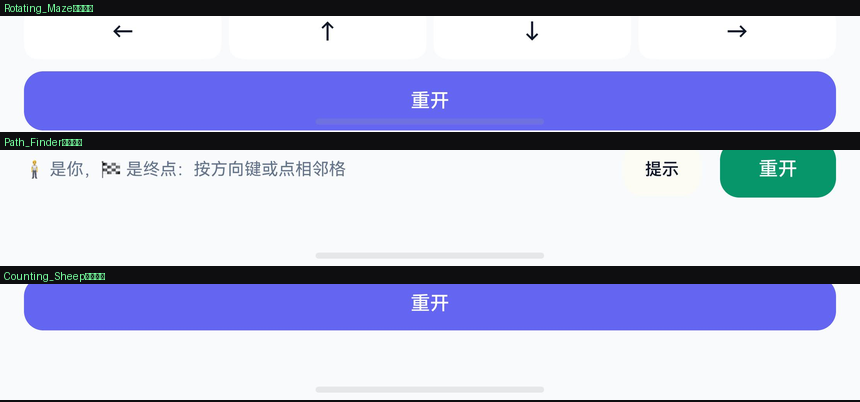 Rotating_Maze
← ↑ ↓ →
重开
Path_Finder
是你，🏁 是终点：按方向键或点相邻格 提示 重开
Counting_Sheep
重开